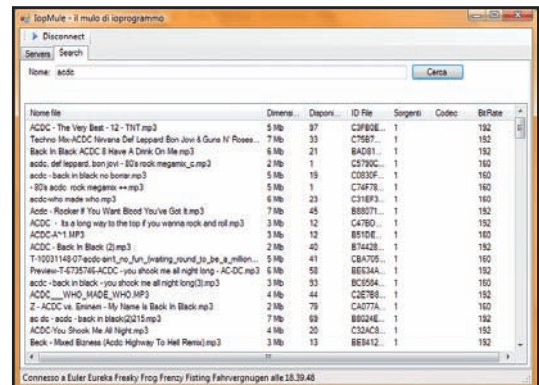 IopMule - il mulo di ioprogrammo
Disconnect
Servers Search
Nome: acdc Cerca
Nome file Dimensi... Disponi... ID File Sorgenti Codec BitRate
ACDC - The Very Best - 12 - TNT.mp3 5 Mb 97 1 192
Techno Mix-ACDC Nirvana Def Leppard Bon Jovi & Guns N' Roses... 7 Mb 33 1 192
Back In Black ACDC & Have A Drink On Me.mp3 6 Mb 21 1 192
acdc, def leppard, bon jovi - 80's rock megamix_c.mp3 2 Mb 1 1 160
acdc - back in black no borrar.mp3 5 Mb 19 1 192
- 80's acdc rock megamix ++.mp3 5 Mb 1 1 160
acdc-who made who.mp3 6 Mb 23 1 192
Acdc - Rocker If You Want Blood You've Got It.mp3 7 Mb 45 1 192
ACDC - Its a long way to the top if you wanna rock and roll.mp3 3 Mb 12 1 192
ACDC-A~1.MP3 3 Mb 12 1 160
ACDC - Back In Black (2).mp3 2 Mb 40 1 192
5 Mb 41 1 160
Preview-T-6735746-ACDC - you shook me all night long - AC-DC.mp3 6 Mb 58 1 192
acdc - back in black - you shook me all night long(3).mp3 3 Mb 93 1 160
ACDC___WHO_MADE_WHO.MP3 4 Mb 44 1 192
Z - ACDC vs. Eminem - My Name Is Back In Black.mp3 2 Mb 79 1 160
ac dc - acdc - back in black(2)215.mp3 7 Mb 69 1 192
ACDC-You Shook Me All Night.mp3 4 Mb 20 1 192
Beck - Mixed Bizness (Acdc Highway To Hell Remix).mp3 3 Mb 13 1 192
Connesso a Euler Eureka Freaky Frog Frenzy Fisting Fahrvergnugen alle 18.39.48